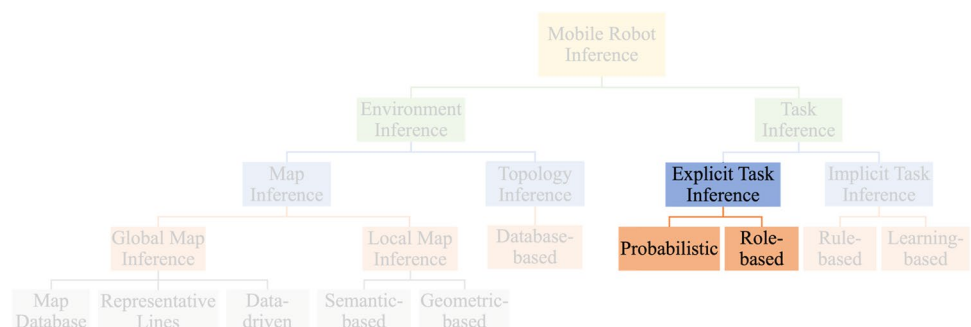 Mobile Robot
Inference
Environment
Inference
Task
Inference
Map
Inference
Topology
Inference
Explicit Task
Inference
Implicit Task
Inference
Global Map
Inference
Local Map
Inference
Database-
based
Probabilistic
Role-
based
Rule-
based
Learning-
based
Map
Database
Representative
Lines
Data-
driven
Semantic-
based
Geometric-
based